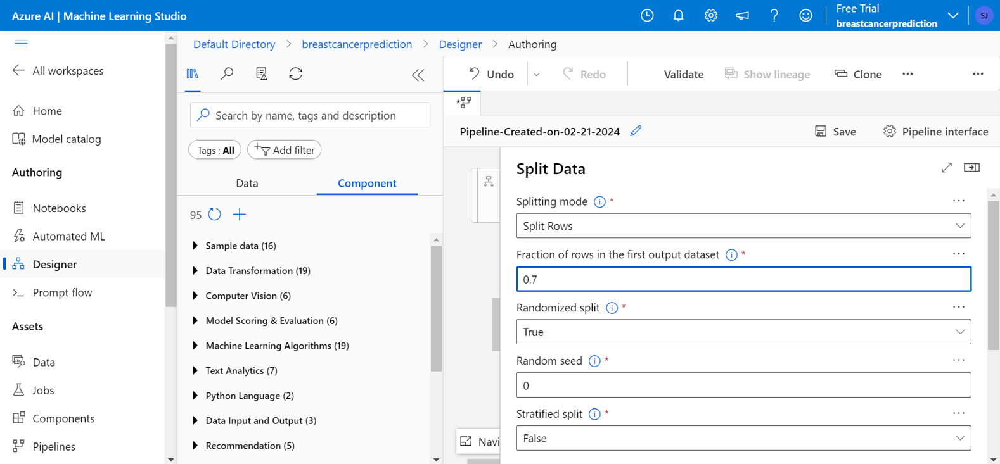 Azure AI | Machine Learning Studio
Free Trial
breastcancerprediction
SJ
Default Directory > breastcancerprediction > Designer > Authoring
All workspaces
Home
Model catalog
Authoring
Notebooks
Automated ML
Designer
Prompt flow
Assets
Data
Jobs
Components
Pipelines
Search by name, tags and description
Tags : All
Add filter
Data
Component
95
Sample data (16)
Data Transformation (19)
Computer Vision (6)
Model Scoring & Evaluation (6)
Machine Learning Algorithms (19)
Text Analytics (7)
Python Language (2)
Data Input and Output (3)
Recommendation (5)
Undo
Redo
Validate
Show lineage
Clone
Pipeline-Created-on-02-21-2024
Save
Pipeline interface
Navi
Split Data
Splitting mode *
Split Rows
Fraction of rows in the first output dataset *
0.7
Randomized split *
True
Random seed *
0
Stratified split *
False